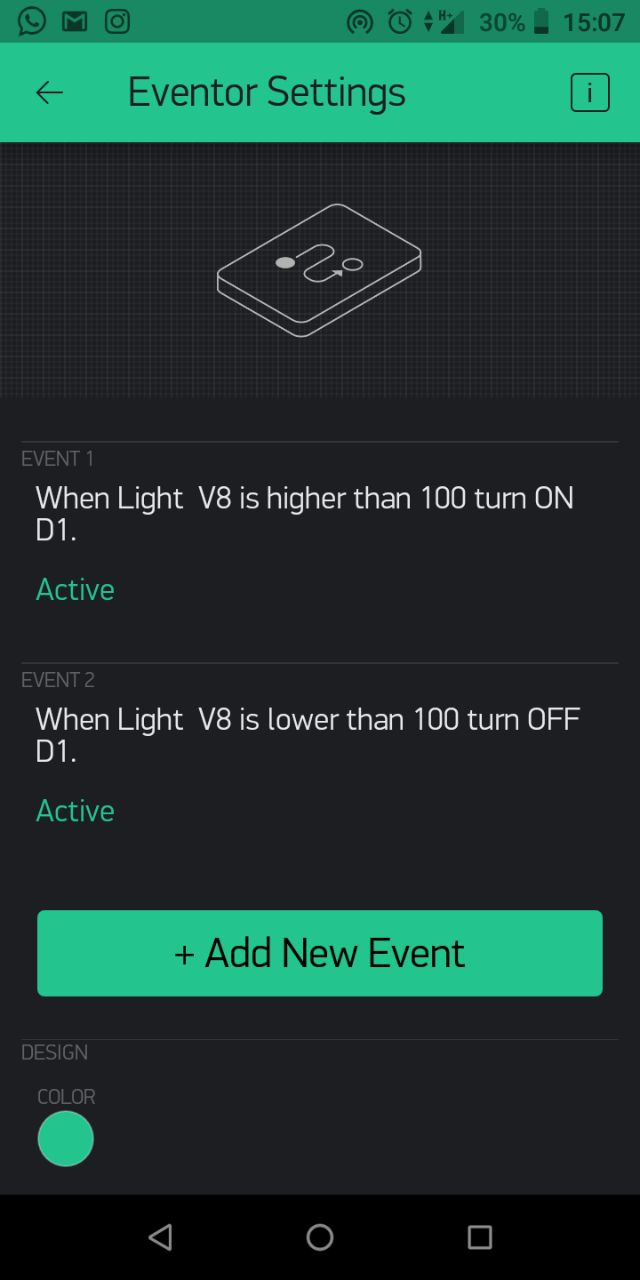 H+ 30% 15:07
Eventor Settings
i
EVENT 1
When Light  V8 is higher than 100 turn ON
D1.
Active
EVENT 2
When Light  V8 is lower than 100 turn OFF
D1.
Active
+ Add New Event
DESIGN
COLOR